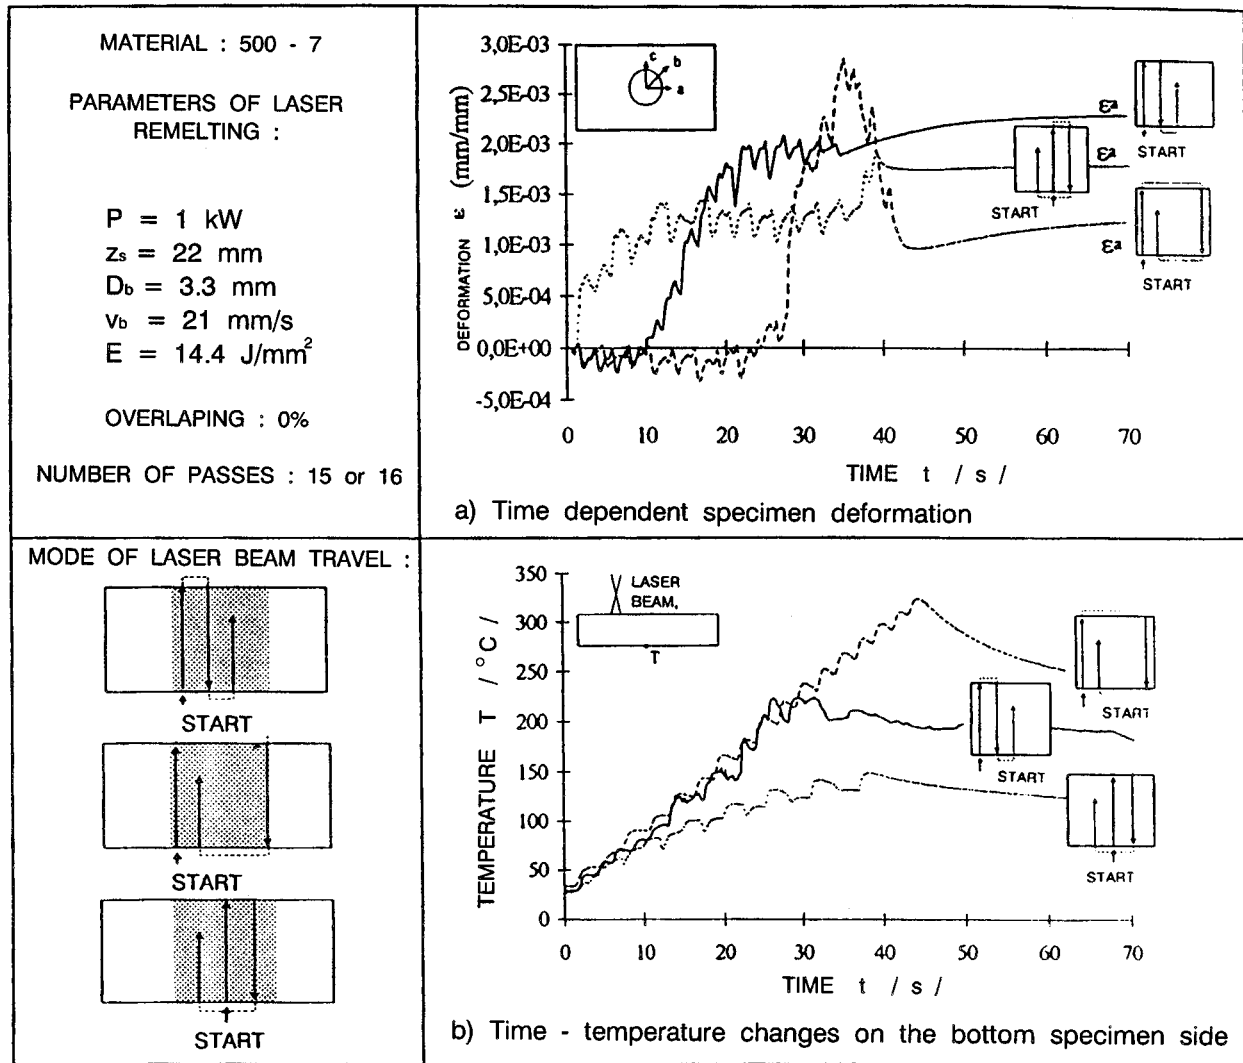 MATERIAL : 500 - 7
PARAMETERS OF LASER
REMELTING :
P = 1 kW
zs = 22 mm
Db = 3.3 mm
vb = 21 mm/s
E = 14.4 J/mm²
OVERLAPING : 0%
NUMBER OF PASSES : 15 or 16
DEFORMATION ε (mm/mm)
3,0E-03
2,5E-03
2,0E-03
1,5E-03
1,0E-03
5,0E-04
0,0E+00
-5,0E-04
c
b
a
εª
START
εª
START
εª
START
0 10 20 30 40 50 60 70
TIME t / s /
a) Time dependent specimen deformation
MODE OF LASER BEAM TRAVEL :
START
START
START
TEMPERATURE T / °C /
350
300
250
200
150
100
50
0
LASER
BEAM,
T
START
START
START
0 10 20 30 40 50 60 70
TIME t / s /
b) Time - temperature changes on the bottom specimen side